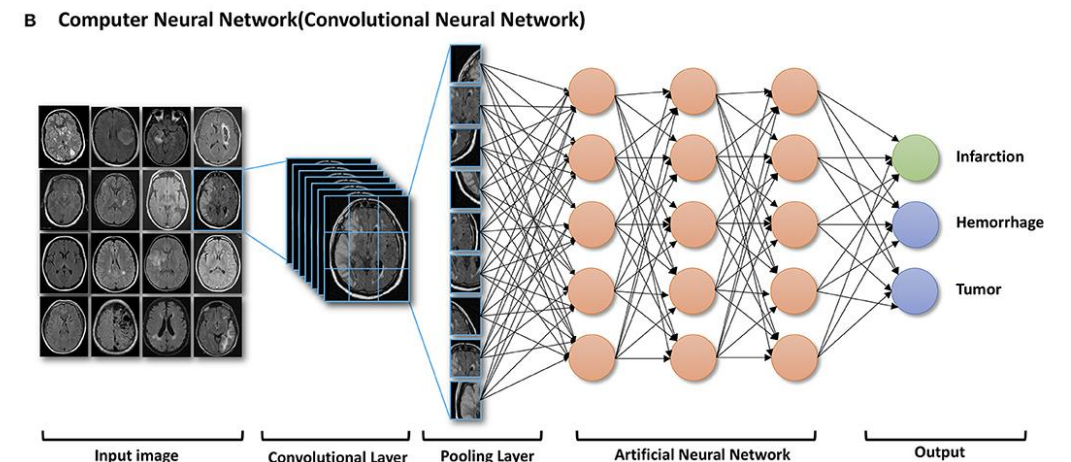 B Computer Neural Network(Convolutional Neural Network)
Infarction
Hemorrhage
Tumor
Input image
Convolutional Layer
Pooling Layer
Artificial Neural Network
Output